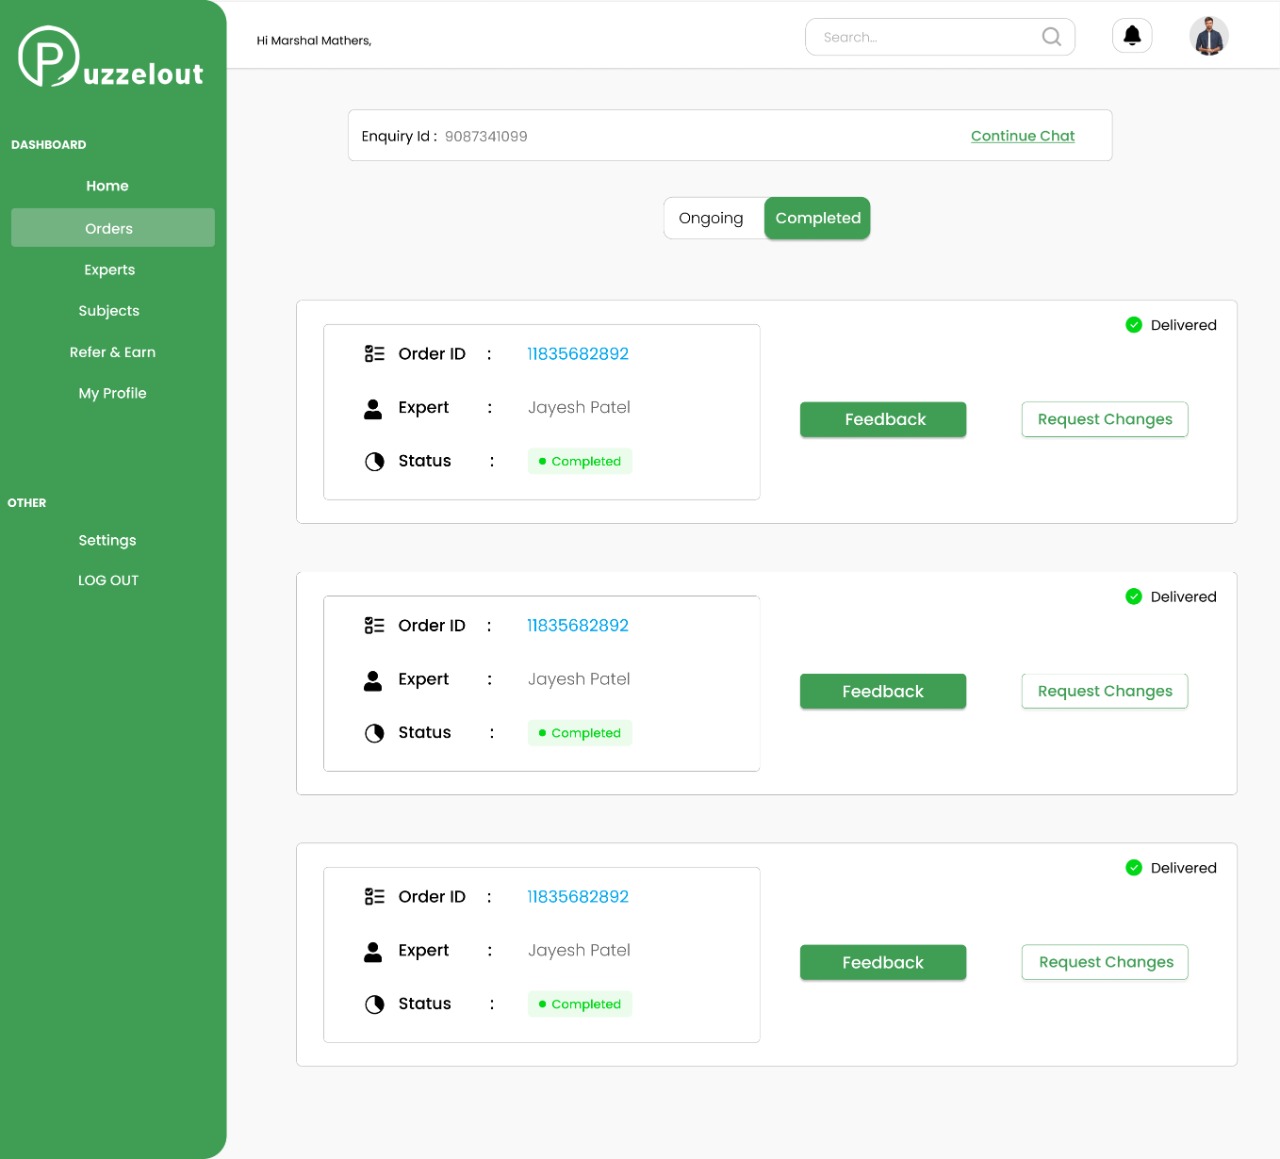 Puzzelout
Hi Marshal Mathers,
Search...
DASHBOARD
Home
Orders
Experts
Subjects
Refer & Earn
My Profile
OTHER
Settings
LOG OUT
Enquiry Id : 9087341099
Continue Chat
Ongoing
Completed
Delivered
Order ID : 11835682892
Expert : Jayesh Patel
Status : Completed
Feedback
Request Changes
Delivered
Order ID : 11835682892
Expert : Jayesh Patel
Status : Completed
Feedback
Request Changes
Delivered
Order ID : 11835682892
Expert : Jayesh Patel
Status : Completed
Feedback
Request Changes